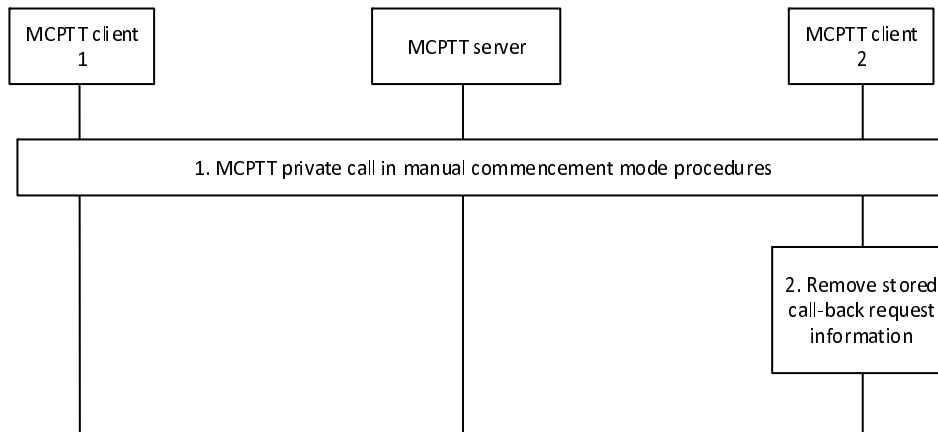 MCPTT client
1
MCPTT server
MCPTT client
2
1. MCPTT private call in manual commencement mode procedures
2. Remove stored
call-back request
information